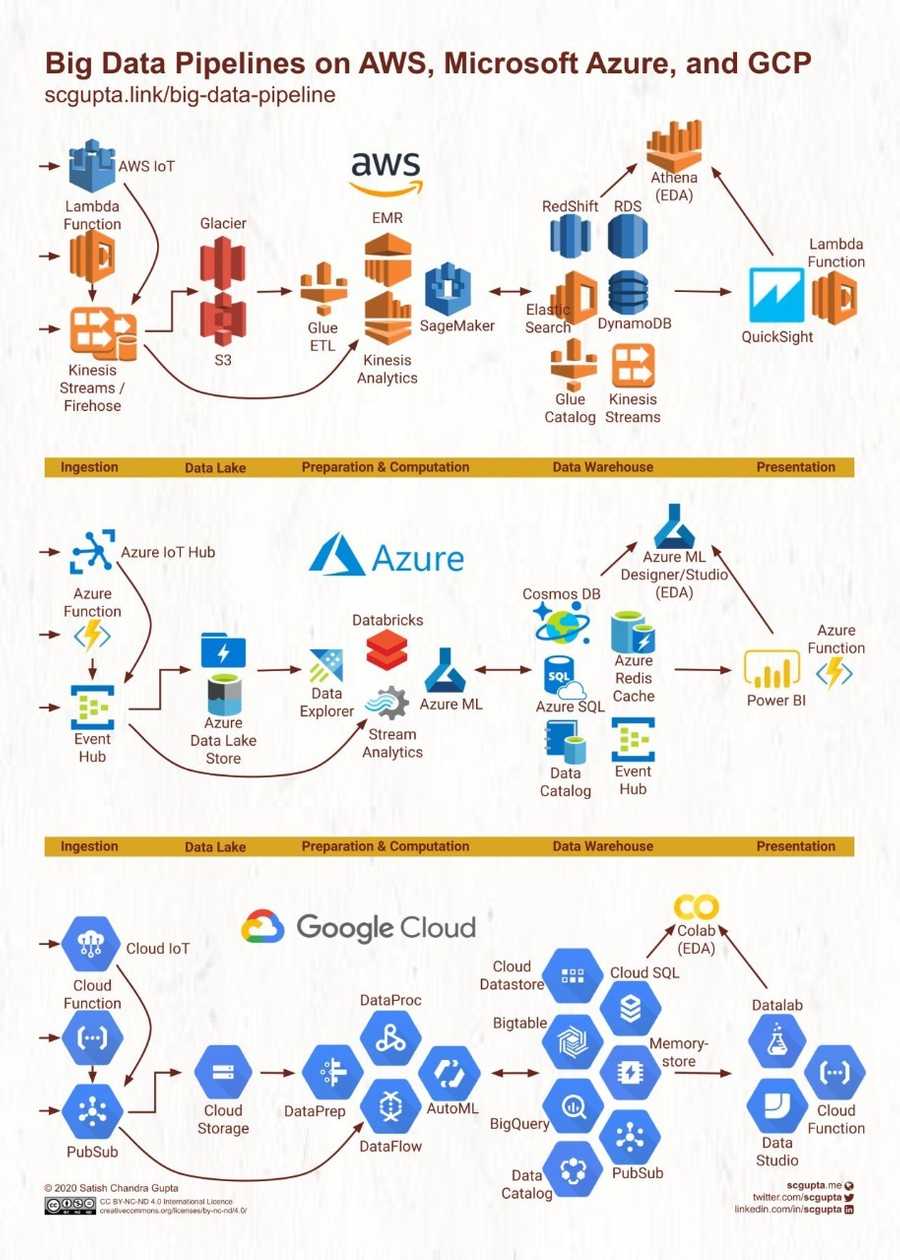 Big Data Pipelines on AWS, Microsoft Azure, and GCP
scgupta.link/big-data-pipeline
AWS IoT
Lambda
Function
Kinesis
Streams /
Firehose
Glacier
S3
aws
EMR
Glue
ETL
Kinesis
Analytics
SageMaker
Athena
(EDA)
RedShift
RDS
Elastic
Search
DynamoDB
Glue
Catalog
Kinesis
Streams
Lambda
Function
QuickSight
Ingestion
Data Lake
Preparation & Computation
Data Warehouse
Presentation
Azure IoT Hub
Azure
Function
Event
Hub
Azure
Data Lake
Store
Azure
Databricks
Data
Explorer
Stream
Analytics
Azure ML
Azure ML
Designer/Studio
(EDA)
Cosmos DB
Azure
Redis
Cache
SQL
Azure SQL
Data
Catalog
Event
Hub
Azure
Function
Power BI
Ingestion
Data Lake
Preparation & Computation
Data Warehouse
Presentation
Cloud IoT
Cloud
Function
PubSub
Cloud
Storage
Google Cloud
DataProc
DataPrep
DataFlow
AutoML
CO
Colab
(EDA)
Cloud
Datastore
Cloud SQL
Bigtable
Memory-
store
BigQuery
PubSub
Data
Catalog
Datalab
Data
Studio
Cloud
Function
© 2020 Satish Chandra Gupta
CC BY-NC-ND 4.0 International Licence
creativecommons.org/licenses/by-nc-nd/4.0/
scgupta.me
twitter.com/scgupta
linkedin.com/in/scgupta